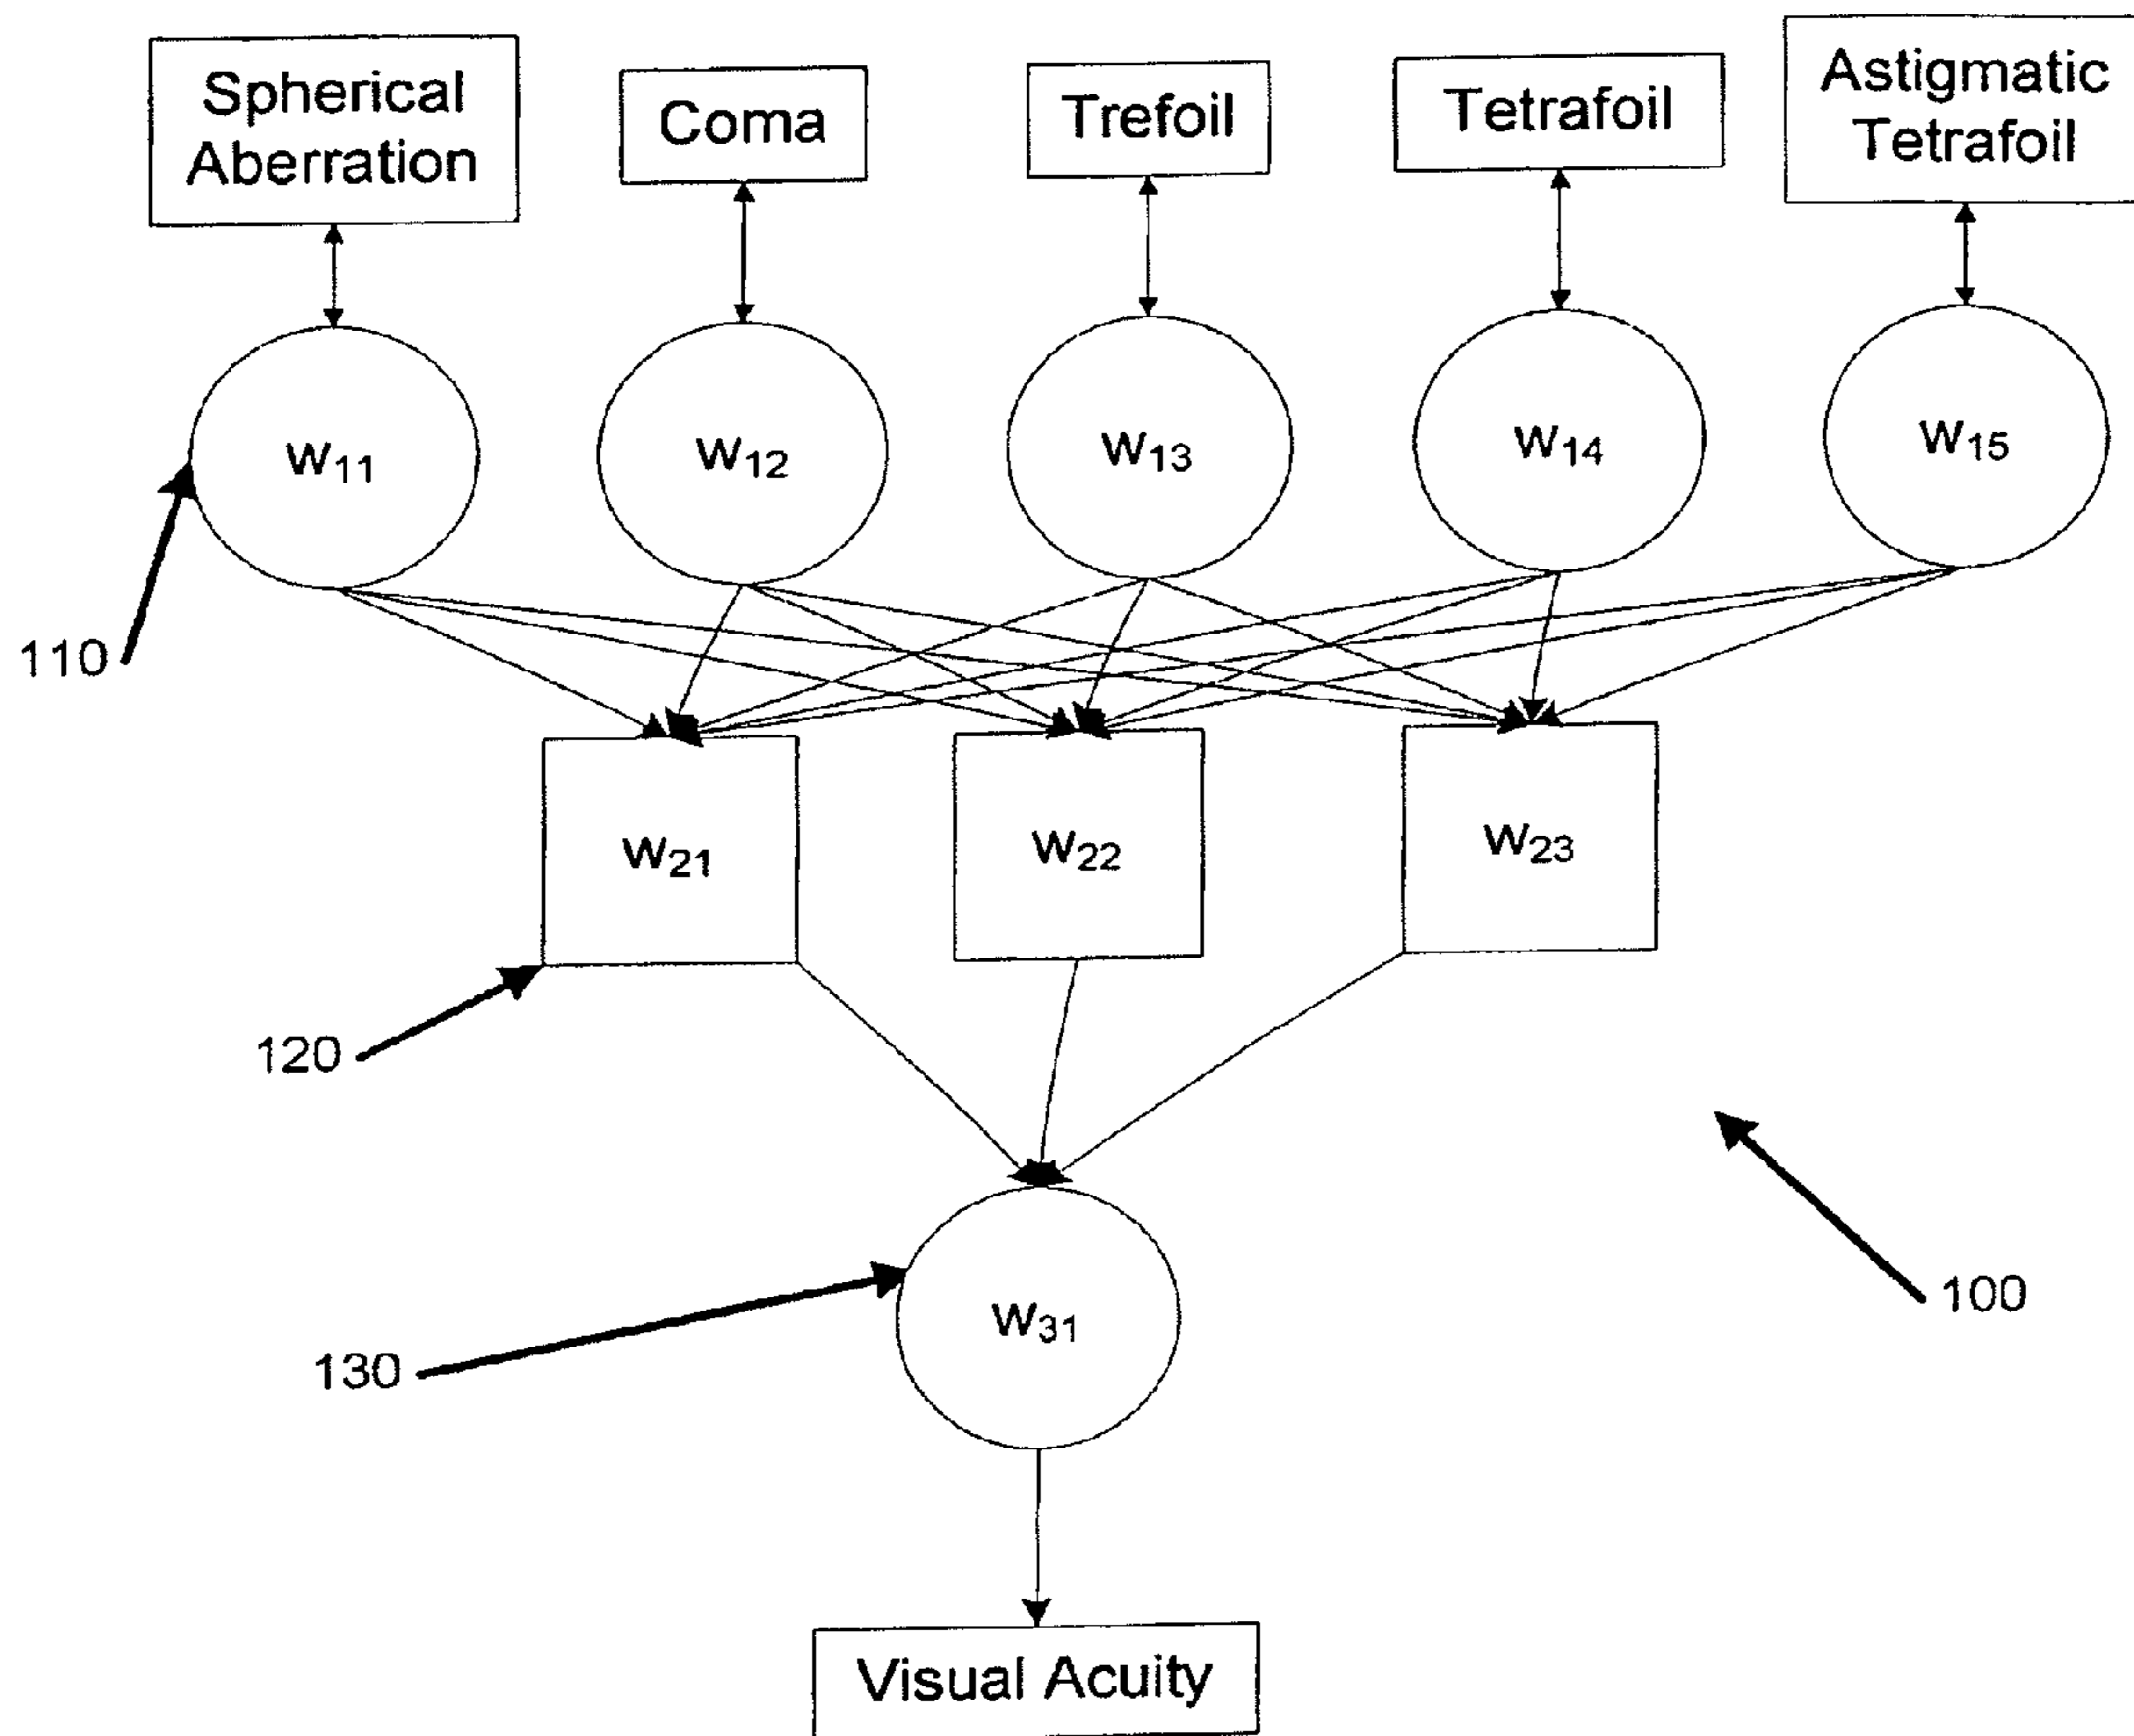 Spherical
Aberration
Coma
Trefoil
Tetrafoil
Astigmatic
Tetrafoil
W11
W12
W13
W14
W15
110
W21
W22
W23
120
W31
130
100
Visual Acuity